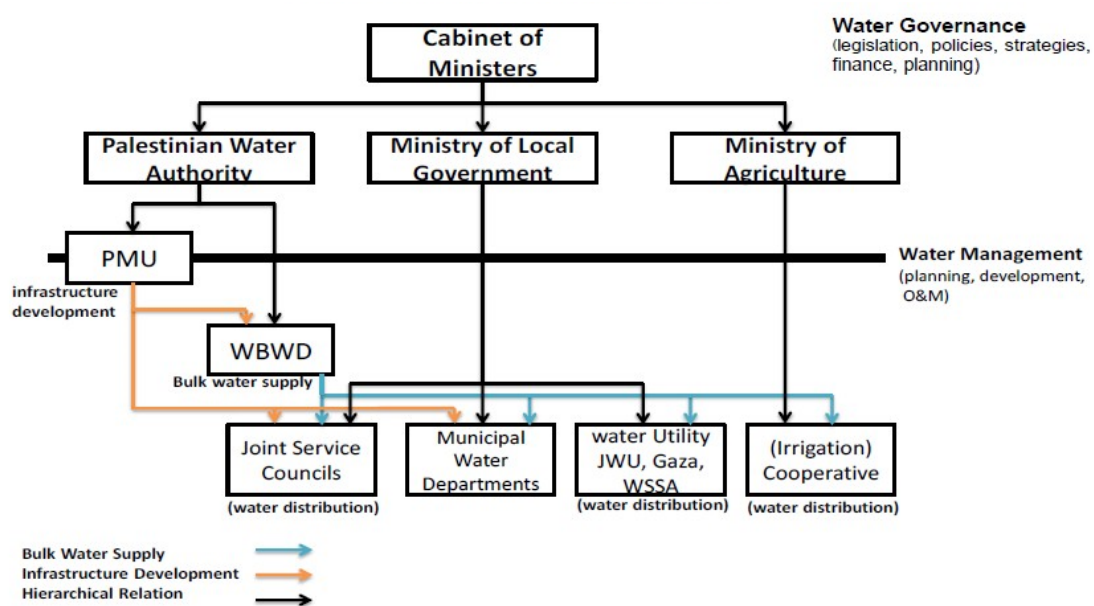 Water Governance
(legislation, policies, strategies,
finance, planning)
Cabinet of
Ministers
Palestinian Water
Authority
Ministry of Local
Government
Ministry of
Agriculture
PMU
Water Management
(planning, development,
O&M)
infrastructure
development
WBWD
Bulk water supply
Joint Service
Councils
(water distribution)
Municipal
Water
Departments
water Utility
JWU, Gaza,
WSSA
(water distribution)
(Irrigation)
Cooperative
(water distribution)
Bulk Water Supply
Infrastructure Development
Hierarchical Relation